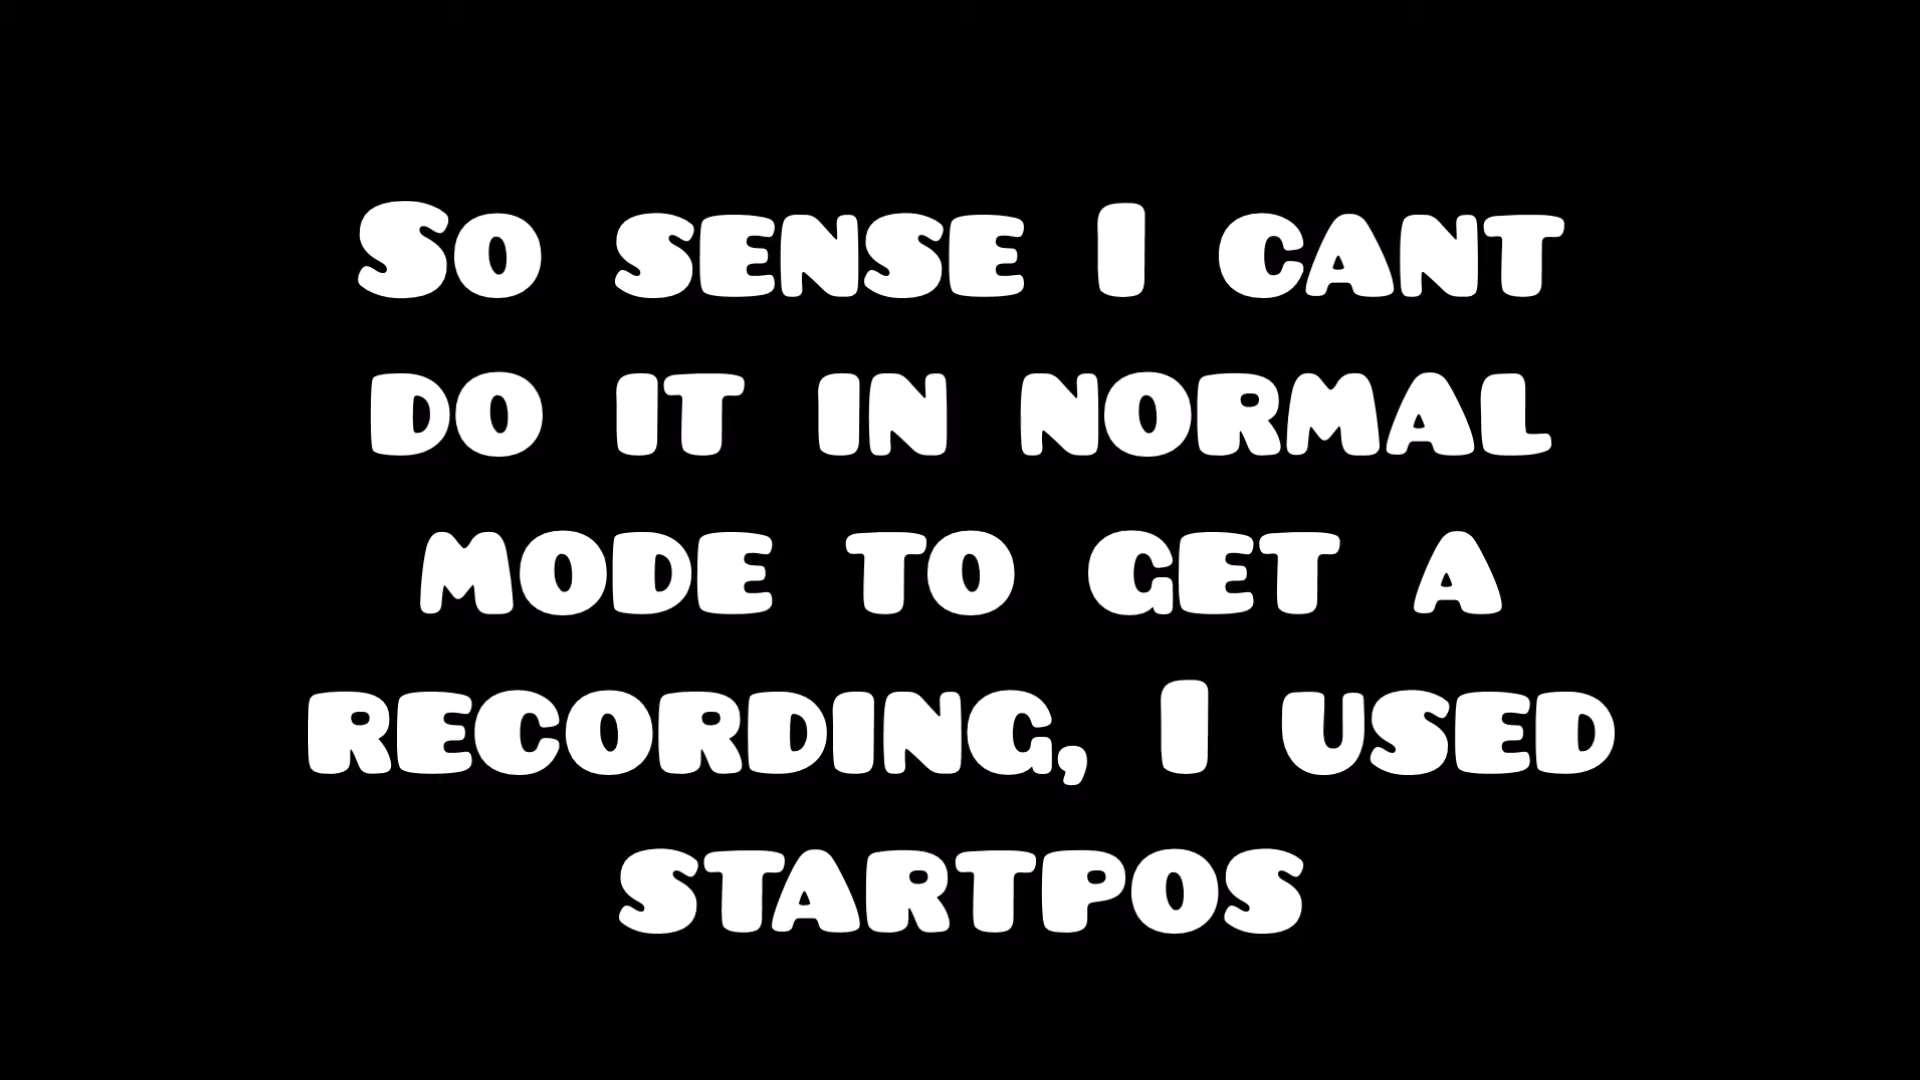 So sense I cant
do it in normal
mode to get a
recording, I used
startpos